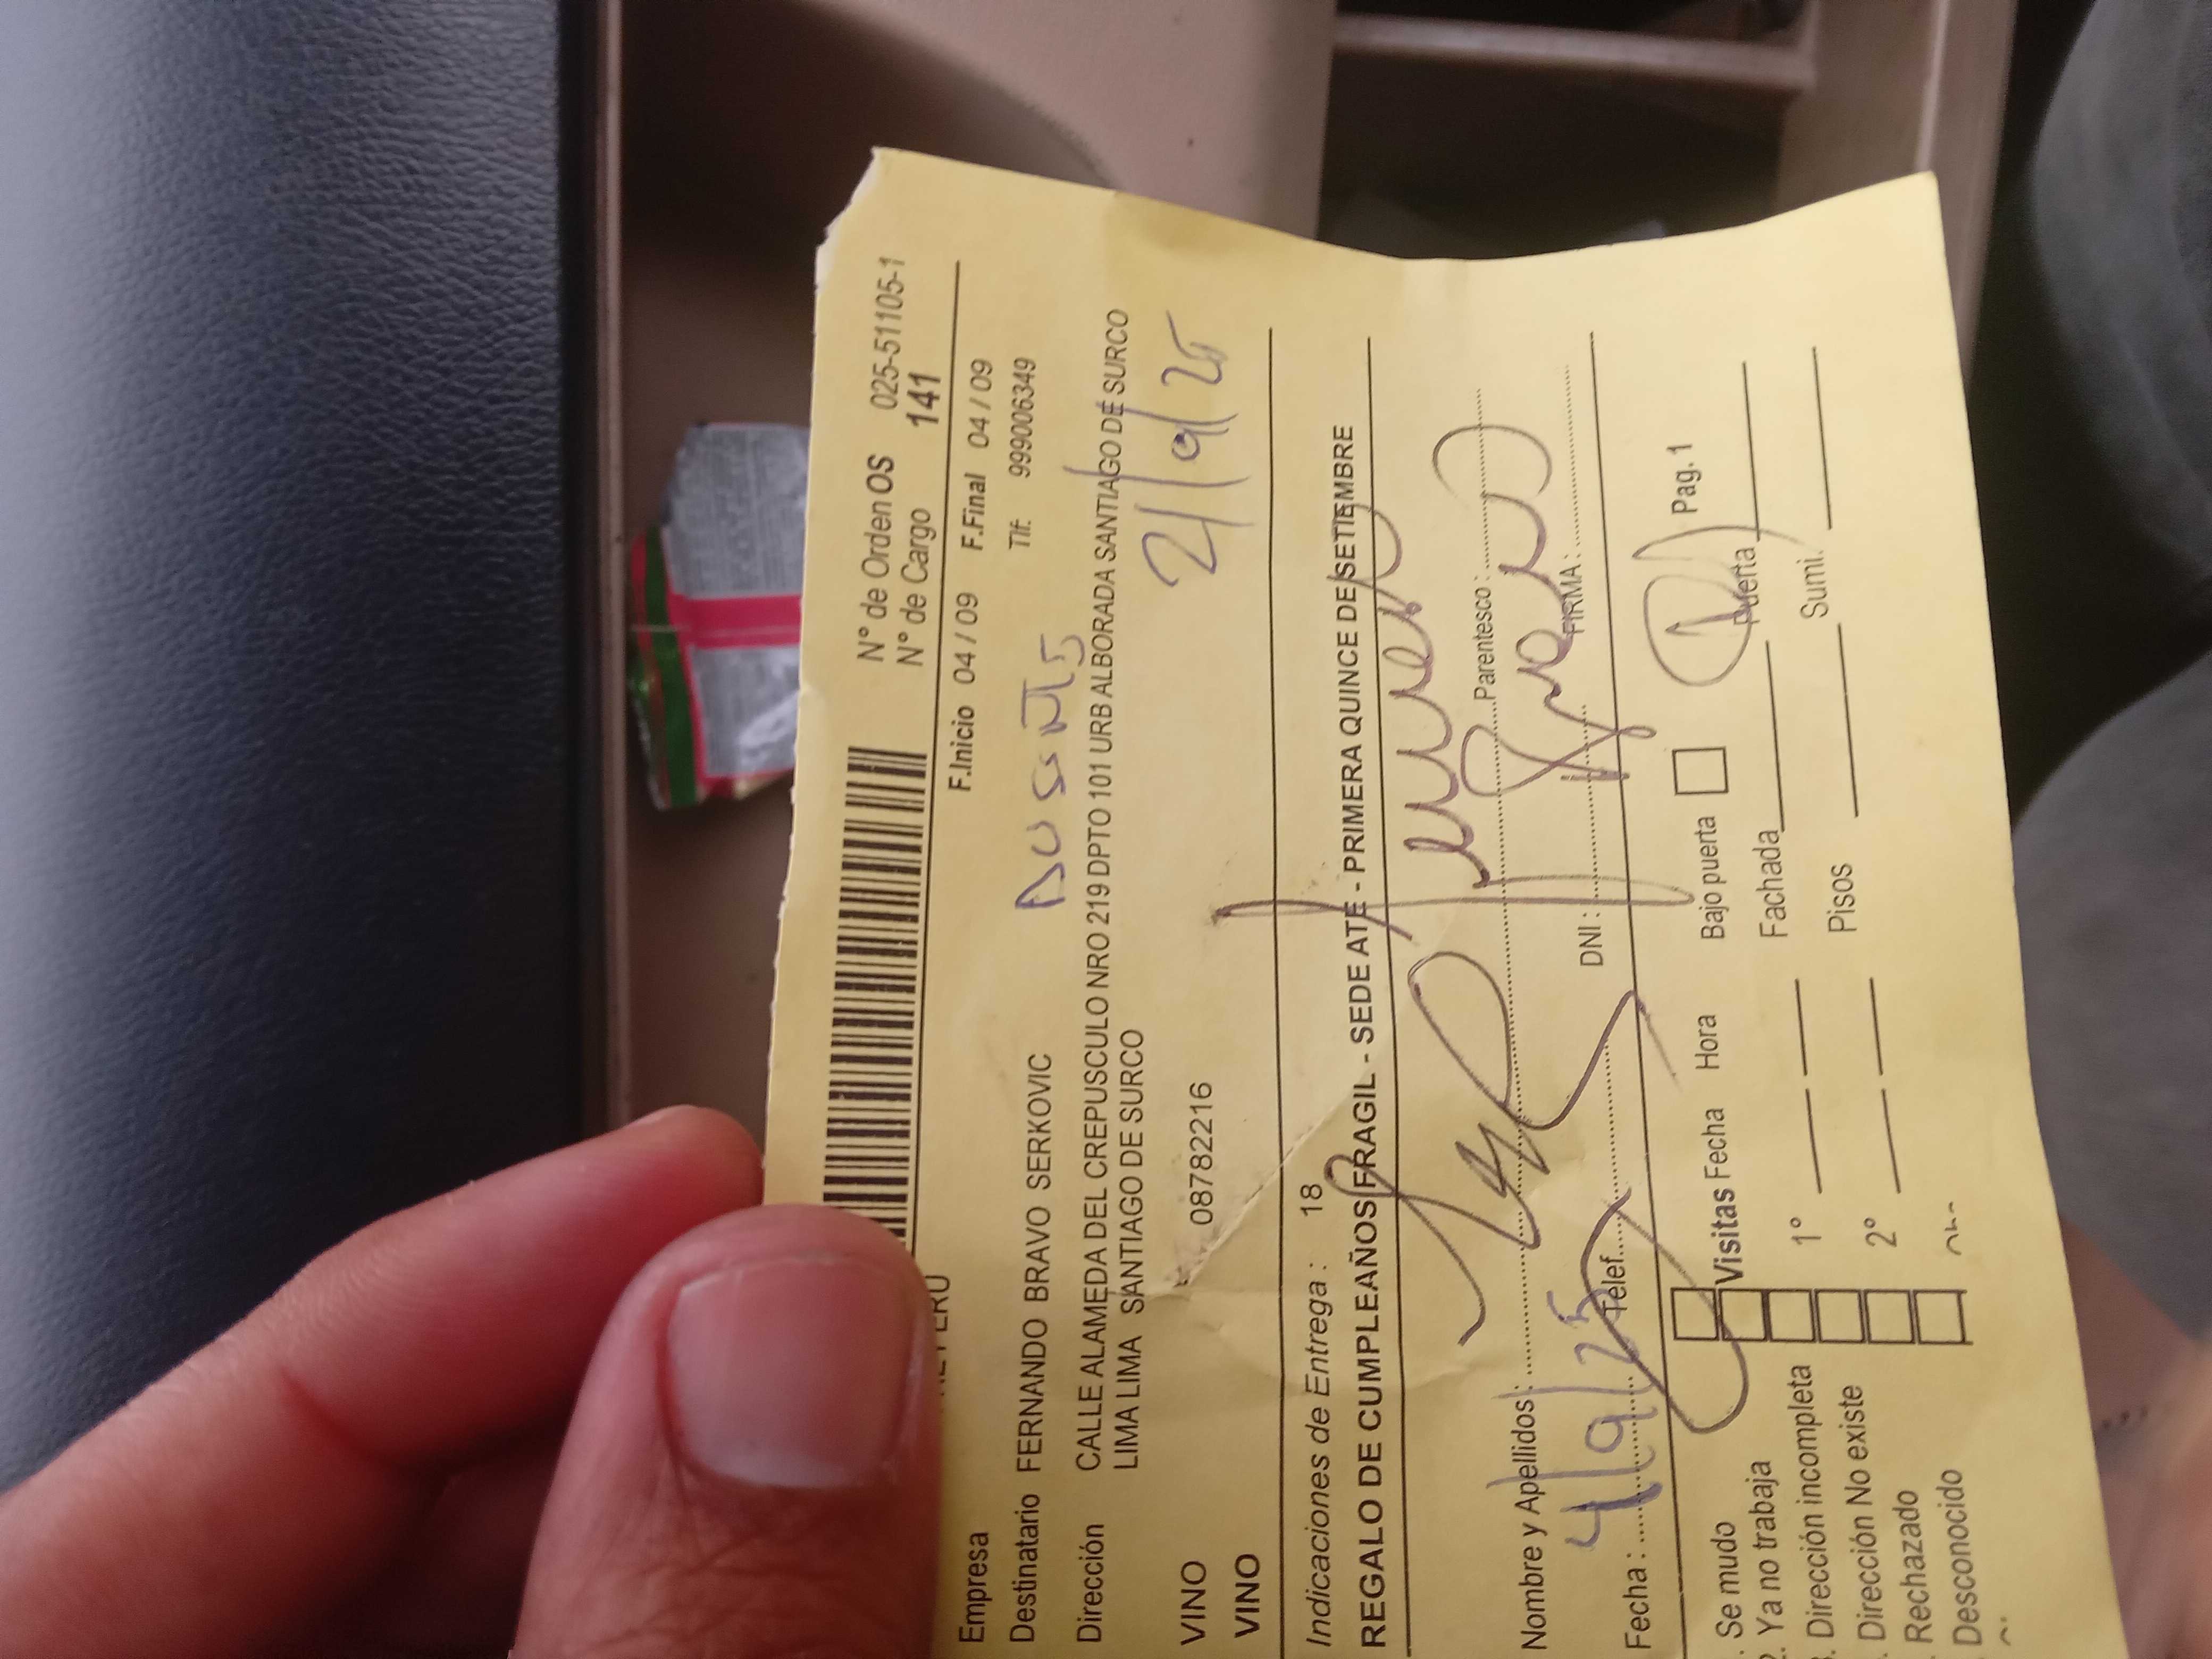 N° de Orden OS 025-51105-1
N° de Cargo 141
F.Inicio 04 / 09 F.Final 04 / 09
Empresa
Destinatario FERNANDO BRAVO SERKOVIC Tlf: 999006349
Dirección CALLE ALAMEDA DEL CREPUSCULO NRO 219 DPTO 101 URB ALBORADA SANTIAGO DE SURCO
LIMA LIMA SANTIAGO DE SURCO
VINO 08782216
VINO
Indicaciones de Entrega : 18
REGALO DE CUMPLEAÑOS FRAGIL - SEDE ATE - PRIMERA QUINCE DE SETIEMBRE
Nombre y Apellidos: Parentesco:
4/9/25
Fecha: Telef. DNI: FIRMA:
Se mudo
Visitas Fecha Hora Bajo puerta Pag. 1
Ya no trabaja
1° Fachada Puerta
Dirección incompleta
Pisos Sumi.
Dirección No existe
2°
Rechazado
Desconocido